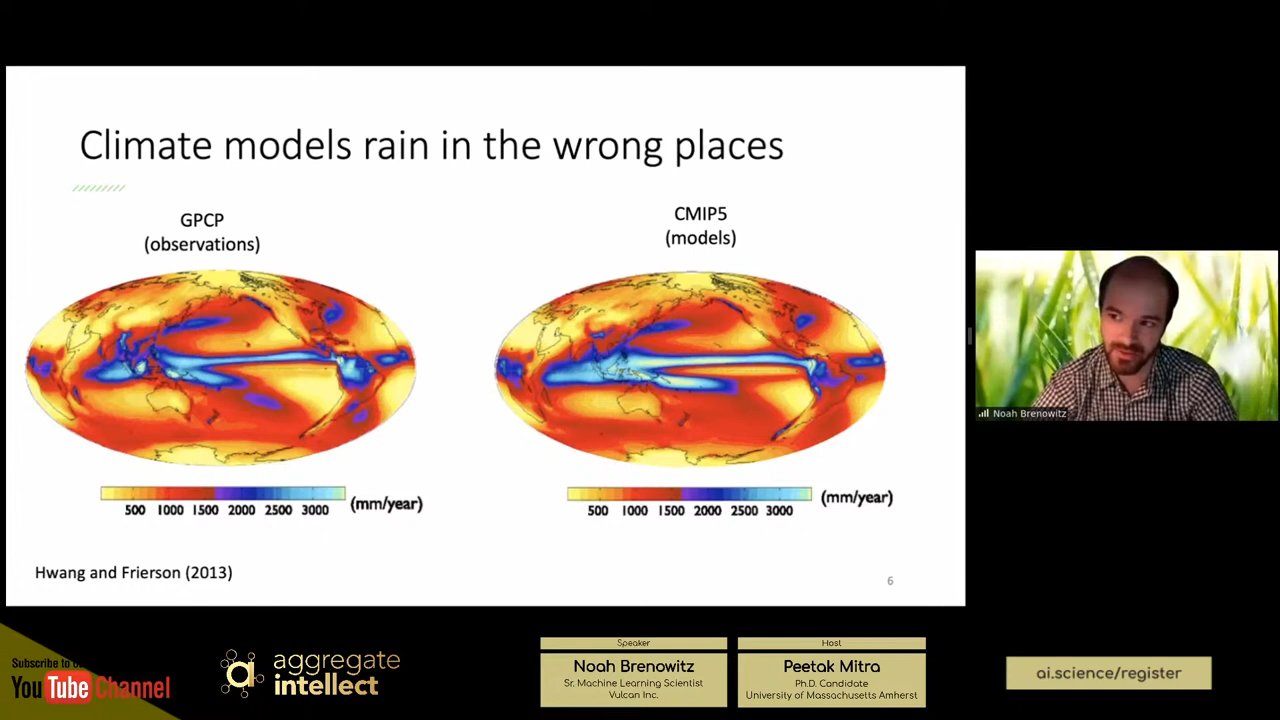 Climate models rain in the wrong places
GPCP
(observations)
CMIP5
(models)
500 1000 1500 2000 2500 3000 (mm/year)
500 1000 1500 2000 2500 3000 (mm/year)
Hwang and Frierson (2013)
6
Noah Brenowitz
Subscribe to
YouTube Channel
aggregate
intellect
Speaker
Noah Brenowitz
Sr. Machine Learning Scientist
Vulcan Inc.
Host
Peetak Mitra
Ph.D. Candidate
University of Massachusetts Amherst
ai.science/register